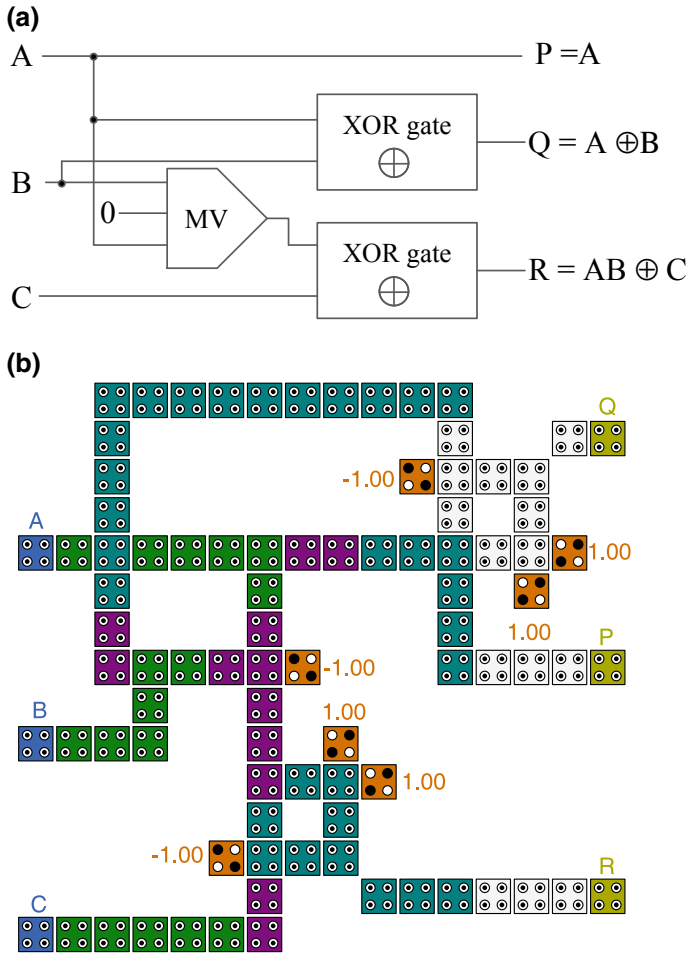 (a)
A
P =A
XOR gate
Q = A ⊕B
B
0
MV
XOR gate
R = AB ⊕ C
C
(b)
Q
-1.00
A
1.00
1.00
P
-1.00
B
1.00
1.00
-1.00
R
C